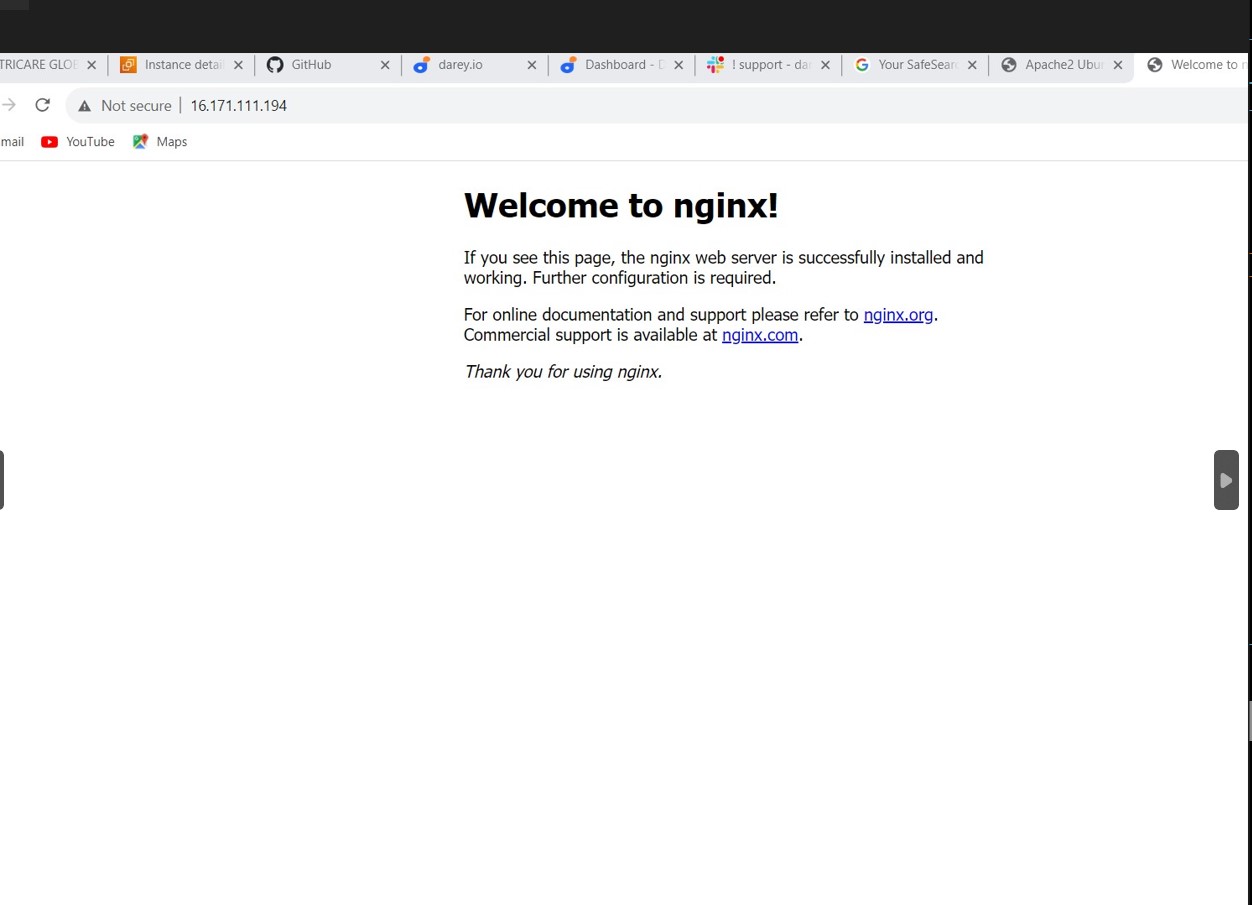 TRICARE GLOB
Instance detai
GitHub
darey.io
Dashboard - D
! support - da
Your SafeSearc
Apache2 Ubu
Welcome to n
Not secure | 16.171.111.194
mail YouTube Maps
Welcome to nginx!
If you see this page, the nginx web server is successfully installed and
working. Further configuration is required.
For online documentation and support please refer to nginx.org.
Commercial support is available at nginx.com.
Thank you for using nginx.